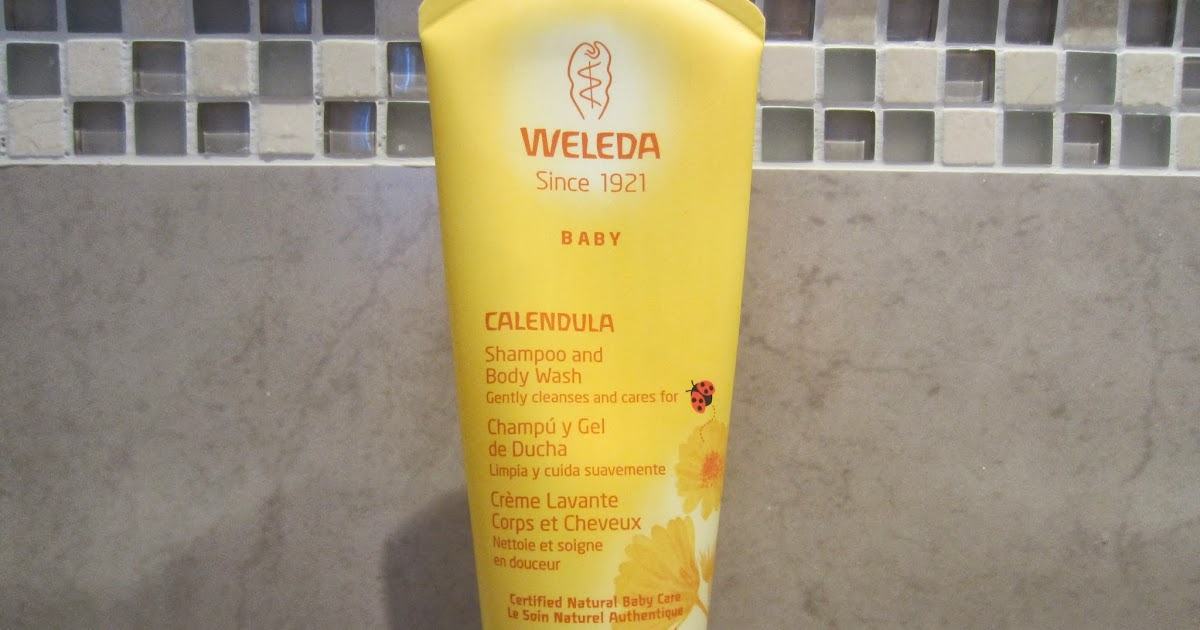 WELEDA
Since 1921
BABY
CALENDULA
Shampoo and
Body Wash
Gently cleanses and cares for
Champú y Gel
de Ducha
Limpia y cuida suavemente
Crème Lavante
Corps et Cheveux
Nettoie et soigne
en douceur
Certified Natural Baby Care
Le Soin Naturel Authentique